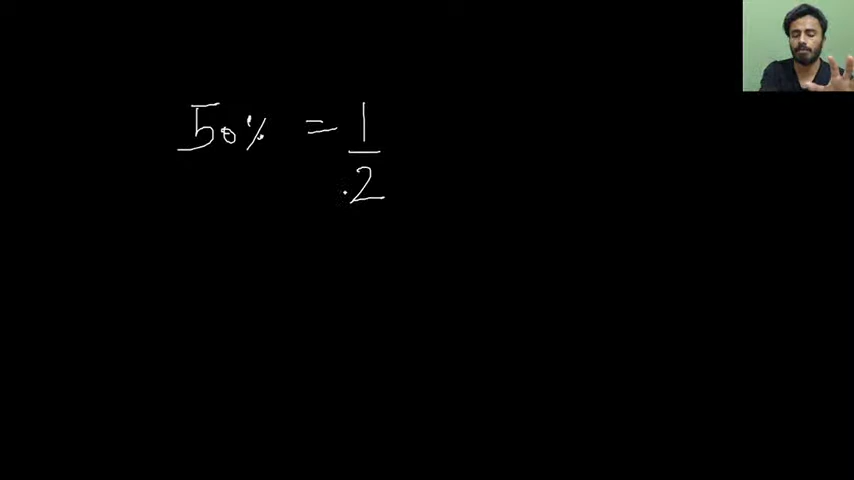 50% = 1/2